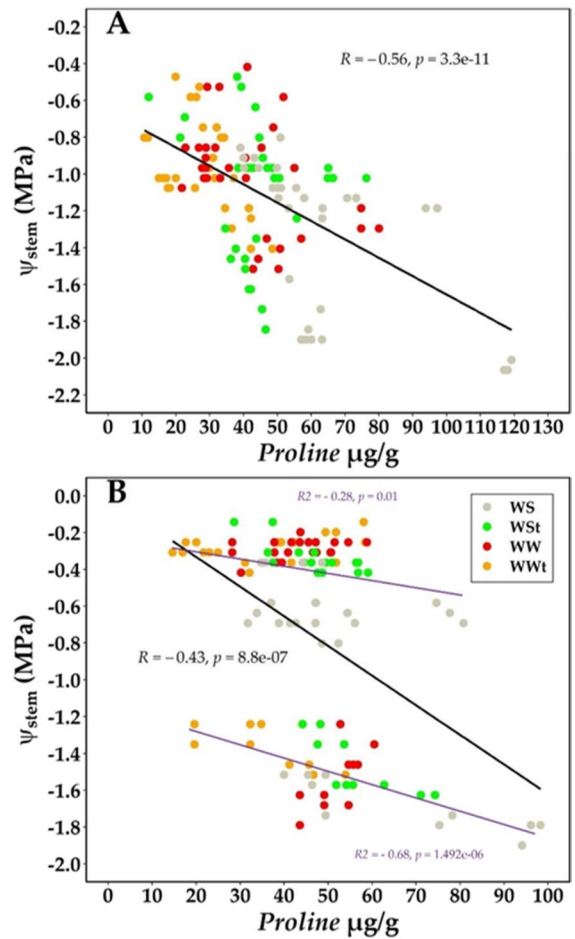 A
-0.2
-0.4
-0.6
-0.8
-1.0
-1.2
-1.4
-1.6
-1.8
-2.0
-2.2
R = −0.56, p = 3.3e-11
Ψstem (MPa)
0 10 20 30 40 50 60 70 80 90 100 110 120 130
Proline µg/g
B
0.0
-0.2
-0.4
-0.6
-0.8
-1.0
-1.2
-1.4
-1.6
-1.8
-2.0
R2 = - 0.28, p = 0.01
WS
WSt
WW
WWt
R = −0.43, p = 8.8e-07
Ψstem (MPa)
R2 = - 0.68, p = 1.492e-06
0 10 20 30 40 50 60 70 80 90 100
Proline µg/g